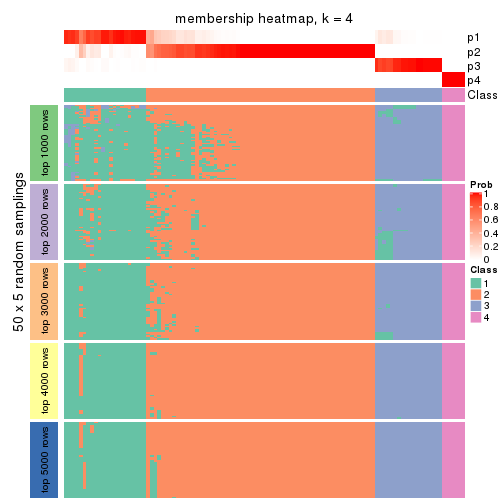 membership heatmap, k = 4
p1
p2
p3
p4
Class
50 x 5 random samplings
top 1000 rows
top 2000 rows
top 3000 rows
top 4000 rows
top 5000 rows
Prob
1
0.8
0.6
0.4
0.2
0
Class
1
2
3
4